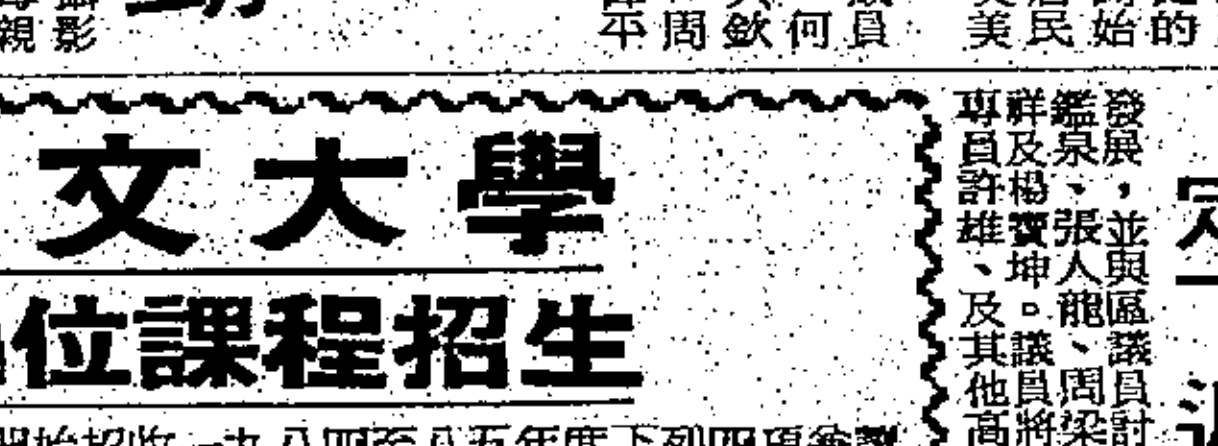 親影
平周欽何員
美民始的
文大學
位課程招生
開始招收一九八四至八五年度下列四項
發展，並與區議員討
鑑泉、張人龍、周梁
祥及楊寶坤。議員將
專員許雄、及其他高